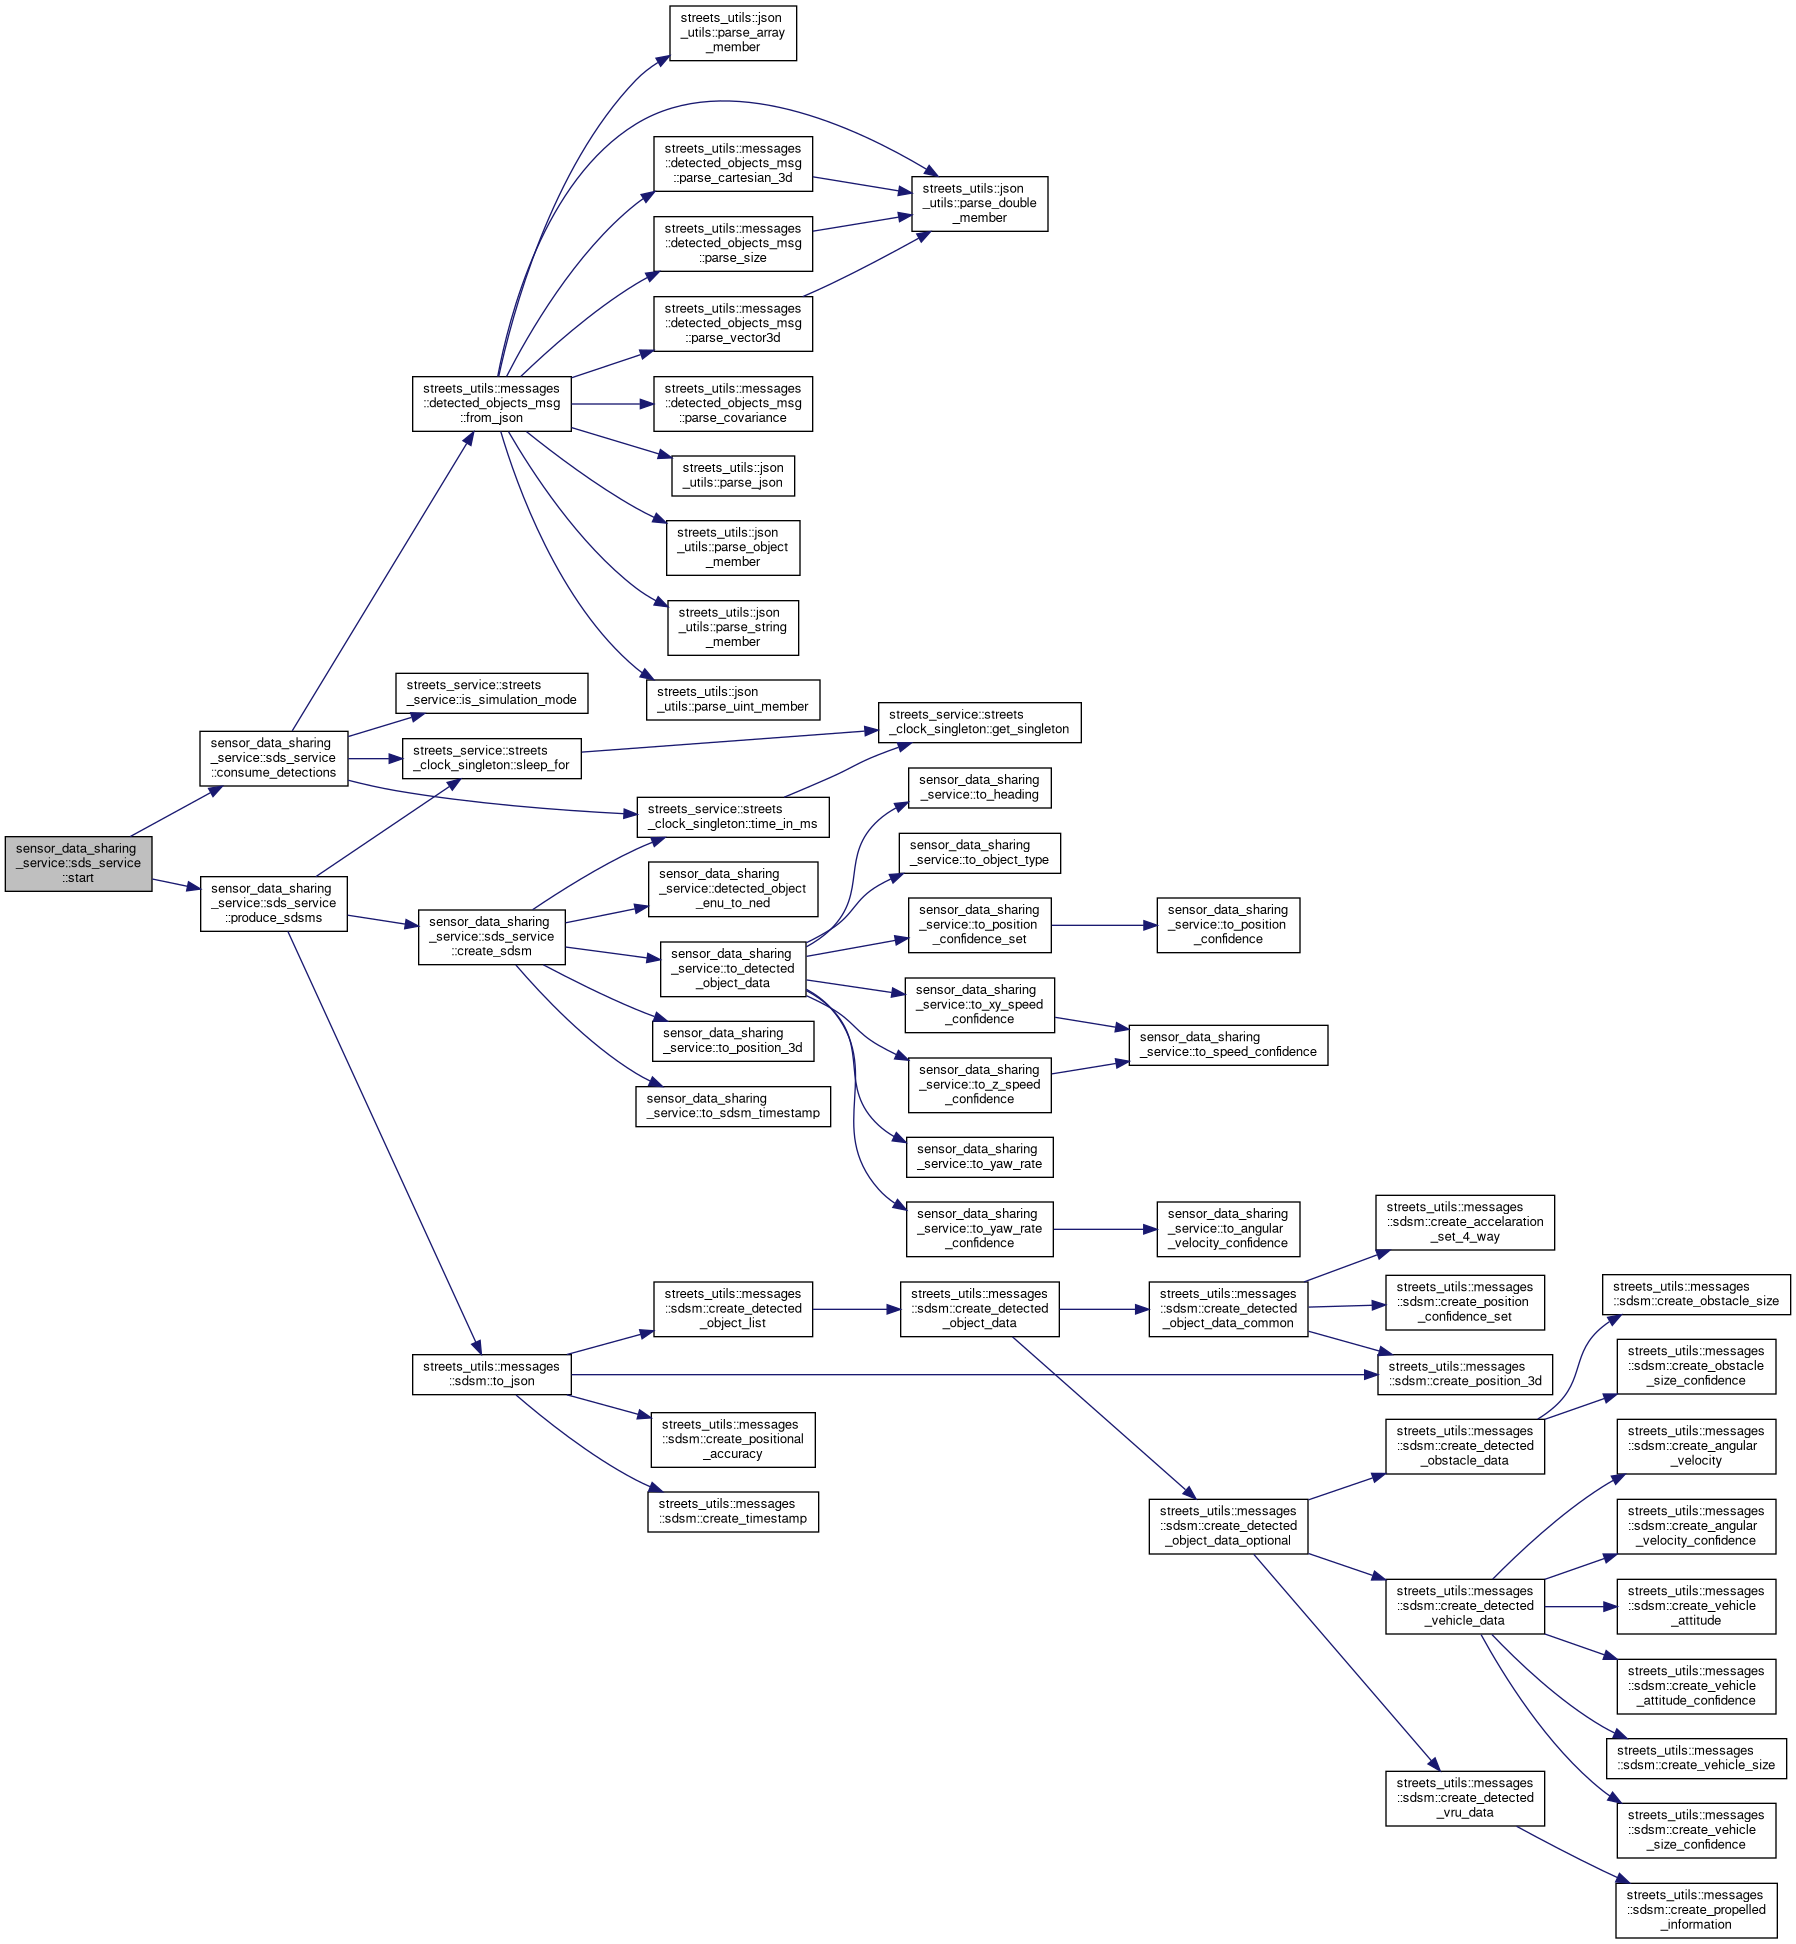 sensor_data_sharing
_service::sds_service
::start
sensor_data_sharing
_service::sds_service
::consume_detections
sensor_data_sharing
_service::sds_service
::produce_sdsms
streets_utils::messages
::detected_objects_msg
::from_json
streets_service::streets
_service::is_simulation_mode
streets_service::streets
_clock_singleton::sleep_for
sensor_data_sharing
_service::sds_service
::create_sdsm
streets_utils::messages
::sdsm::to_json
streets_utils::json
_utils::parse_array
_member
streets_utils::messages
::detected_objects_msg
::parse_cartesian_3d
streets_utils::messages
::detected_objects_msg
::parse_size
streets_utils::messages
::detected_objects_msg
::parse_vector3d
streets_utils::messages
::detected_objects_msg
::parse_covariance
streets_utils::json
_utils::parse_json
streets_utils::json
_utils::parse_object
_member
streets_utils::json
_utils::parse_string
_member
streets_utils::json
_utils::parse_uint_member
streets_service::streets
_clock_singleton::time_in_ms
sensor_data_sharing
_service::detected_object
_enu_to_ned
sensor_data_sharing
_service::to_detected
_object_data
sensor_data_sharing
_service::to_position_3d
sensor_data_sharing
_service::to_sdsm_timestamp
streets_utils::messages
::sdsm::create_detected
_object_list
streets_utils::messages
::sdsm::create_positional
_accuracy
streets_utils::messages
::sdsm::create_timestamp
streets_utils::json
_utils::parse_double
_member
streets_service::streets
_clock_singleton::get_singleton
sensor_data_sharing
_service::to_heading
sensor_data_sharing
_service::to_object_type
sensor_data_sharing
_service::to_position
_confidence_set
sensor_data_sharing
_service::to_xy_speed
_confidence
sensor_data_sharing
_service::to_z_speed
_confidence
sensor_data_sharing
_service::to_yaw_rate
sensor_data_sharing
_service::to_yaw_rate
_confidence
streets_utils::messages
::sdsm::create_detected
_object_data
sensor_data_sharing
_service::to_position
_confidence
sensor_data_sharing
_service::to_speed_confidence
sensor_data_sharing
_service::to_angular
_velocity_confidence
streets_utils::messages
::sdsm::create_detected
_object_data_common
streets_utils::messages
::sdsm::create_detected
_object_data_optional
streets_utils::messages
::sdsm::create_accelaration
_set_4_way
streets_utils::messages
::sdsm::create_position
_confidence_set
streets_utils::messages
::sdsm::create_position_3d
streets_utils::messages
::sdsm::create_detected
_obstacle_data
streets_utils::messages
::sdsm::create_detected
_vehicle_data
streets_utils::messages
::sdsm::create_detected
_vru_data
streets_utils::messages
::sdsm::create_obstacle_size
streets_utils::messages
::sdsm::create_obstacle
_size_confidence
streets_utils::messages
::sdsm::create_angular
_velocity
streets_utils::messages
::sdsm::create_angular
_velocity_confidence
streets_utils::messages
::sdsm::create_vehicle
_attitude
streets_utils::messages
::sdsm::create_vehicle
_attitude_confidence
streets_utils::messages
::sdsm::create_vehicle_size
streets_utils::messages
::sdsm::create_vehicle
_size_confidence
streets_utils::messages
::sdsm::create_propelled
_information